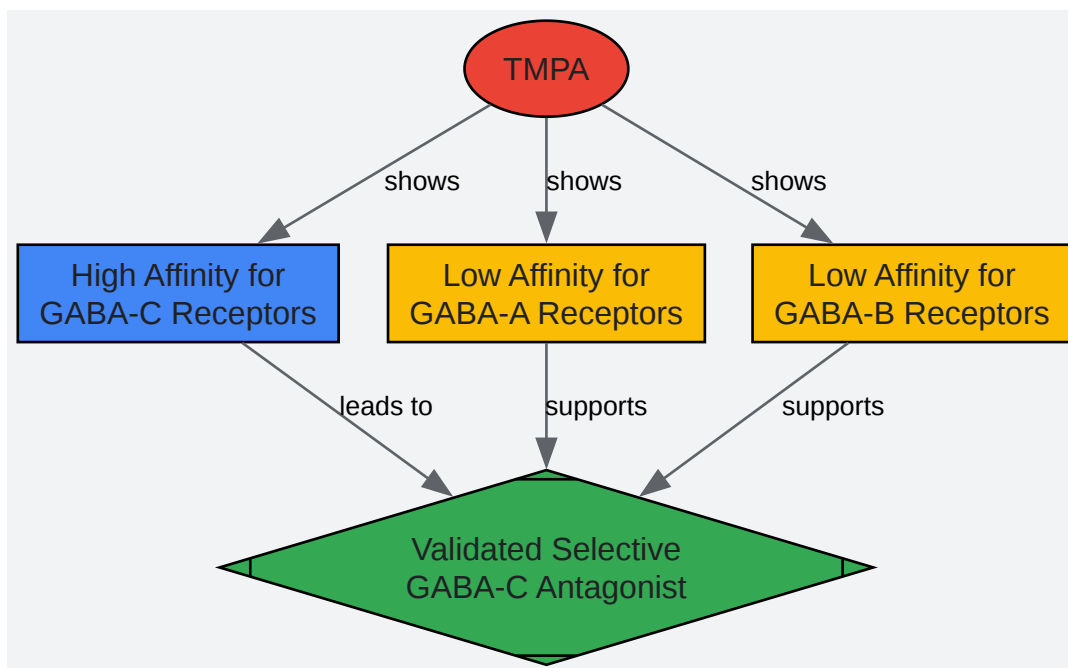 TMPA
shows
shows
shows
High Affinity for
GABA-C Receptors
Low Affinity for
GABA-A Receptors
Low Affinity for
GABA-B Receptors
leads to
supports
supports
Validated Selective
GABA-C Antagonist